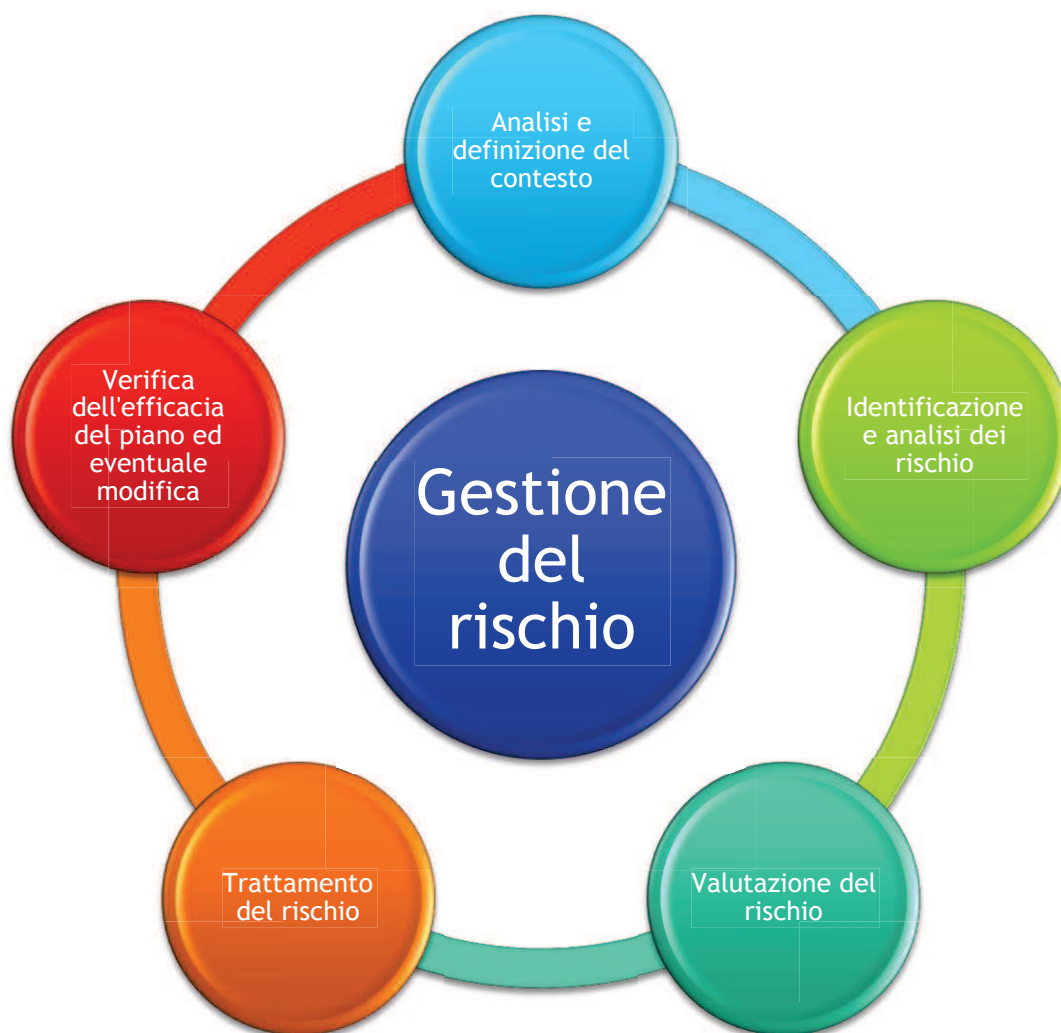 Analisi e
definizione del
contesto
Identificazione
e analisi dei
rischio
Valutazione del
rischio
Trattamento
del rischio
Verifica
dell'efficacia
del piano ed
eventuale
modifica
Gestione
del
rischio